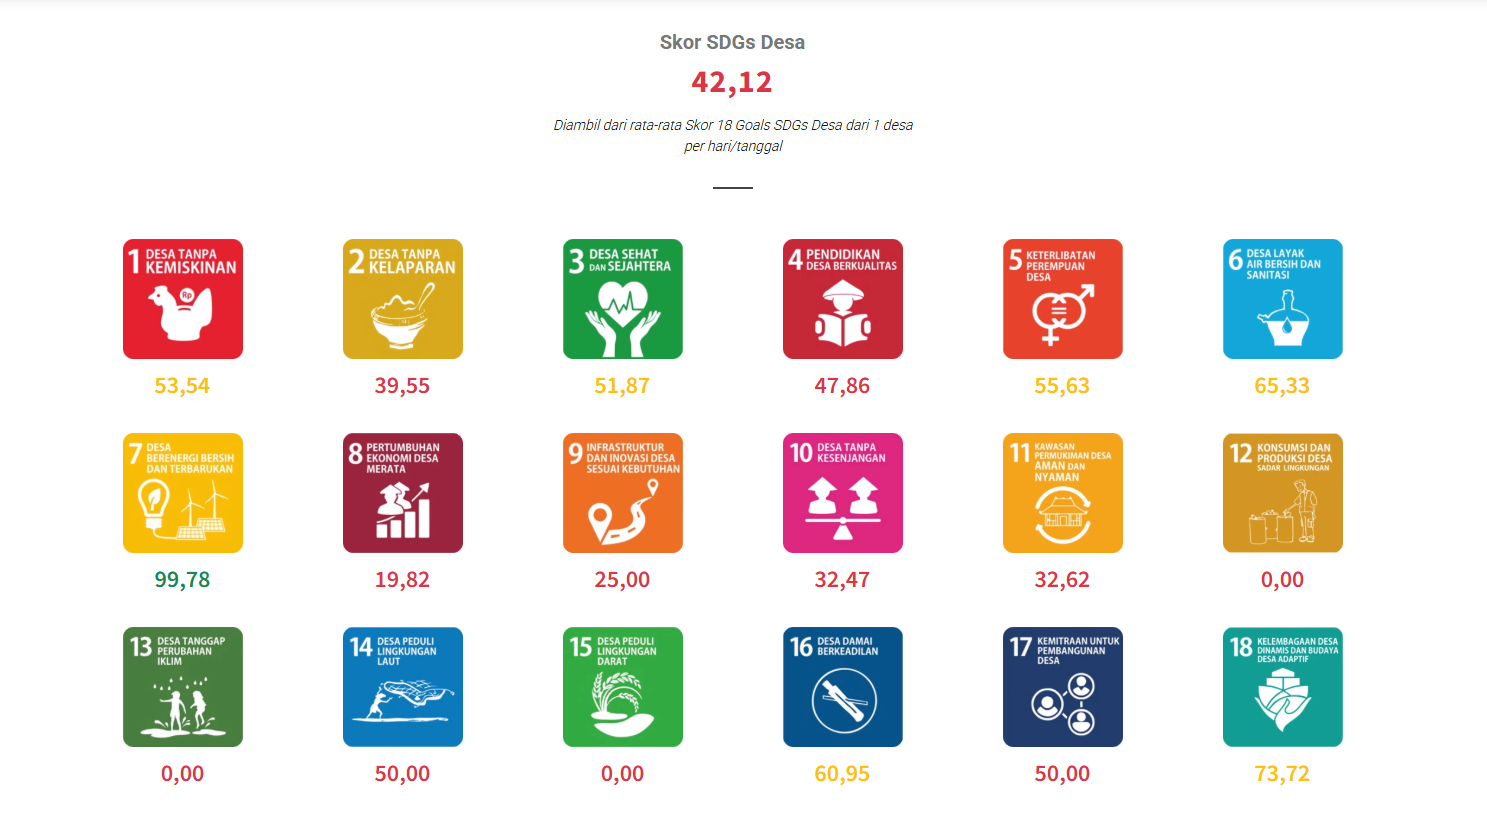 Skor SDGs Desa
42,12
Diambil dari rata-rata Skor 18 Goals SDGs Desa dari 1 desa
per hari/tanggal
1 DESA TANPA
KEMISKINAN
Rp
53,54
2 DESA TANPA
KELAPARAN
39,55
3 DESA SEHAT
DAN SEJAHTERA
51,87
4 PENDIDIKAN
DESA BERKUALITAS
47,86
5 KETERLIBATAN
PEREMPUAN
DESA
55,63
6 DESA LAYAK
AIR BERSIH DAN
SANITASI
65,33
7 DESA
BERENERGI BERSIH
DAN TERBARUKAN
99,78
8 PERTUMBUHAN
EKONOMI DESA
MERATA
19,82
9 INFRASTRUKTUR
DAN INOVASI DESA
SESUAI KEBUTUHAN
25,00
10 DESA TANPA
KESENJANGAN
32,47
11 KAWASAN
PERMUKIMAN DESA
AMAN DAN
NYAMAN
32,62
12 KONSUMSI DAN
PRODUKSI DESA
SADAR LINGKUNGAN
0,00
13 DESA TANGGAP
PERUBAHAN
IKLIM
0,00
14 DESA PEDULI
LINGKUNGAN
LAUT
50,00
15 DESA PEDULI
LINGKUNGAN
DARAT
0,00
16 DESA DAMAI
BERKEADILAN
60,95
17 KEMITRAAN UNTUK
PEMBANGUNAN
DESA
50,00
18 KELEMBAGAAN DESA
DINAMIS DAN BUDAYA
DESA ADAPTIF
73,72